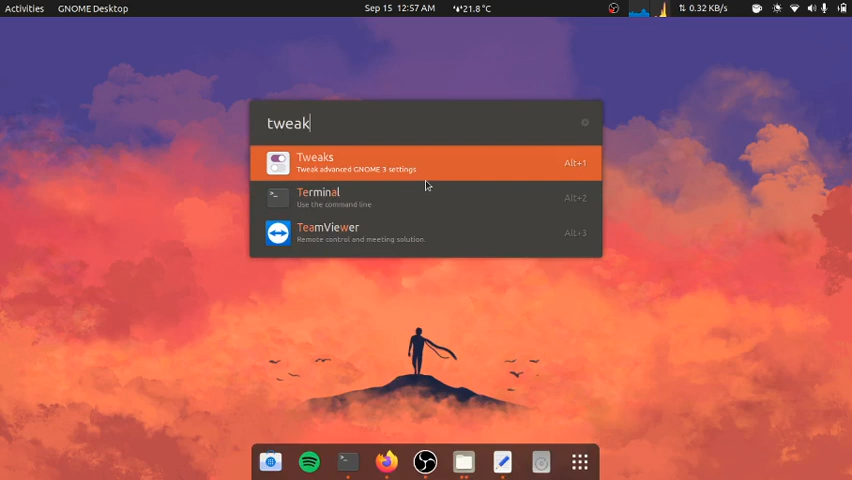 Activities GNOME Desktop Sep 15 12:57 AM 21.8 °C 0.32 KB/s
tweak
Tweaks
Tweak advanced GNOME 3 settings
Alt+1
Terminal
Use the command line
Alt+2
TeamViewer
Remote control and meeting solution.
Alt+3